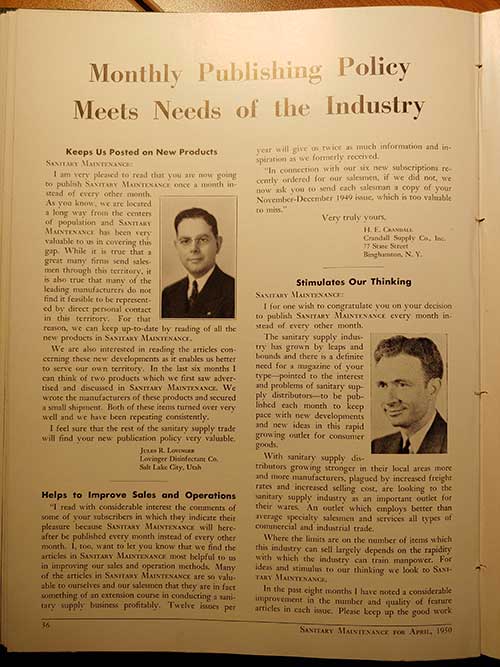 Monthly Publishing Policy
Meets Needs of the Industry
Keeps Us Posted on New Products
SANITARY MAINTENANCE:
I am very pleased to read that you are now going
to publish SANITARY MAINTENANCE once a month in-
stead of every other month.
As you know, we are located
a long way from the centers
of population and SANITARY
MAINTENANCE has been very
valuable to us in covering this
gap. While it is true that a
great many firms send sales-
men through this territory, it
is also true that many of the
leading manufacturers do not
find it feasible to be represent-
ed by direct personal contact
in this territory. For that
reason, we can keep up-to-date by reading of all the
new products in SANITARY MAINTENANCE.
We are also interested in reading the articles con-
cerning these new developments as it enables us better
to serve our own territory. In the last six months I
can think of two products which we first saw adver-
tised and discussed in SANITARY MAINTENANCE. We
wrote the manufacturers of these products and secured
a small shipment. Both of these items turned over very
well and we have been repeating consistently.
I feel sure that the rest of the sanitary supply trade
will find your new publication policy very valuable.
JULES R. LOVINGER
Lovinger Disinfectant Co.
Salt Lake City, Utah
Helps to Improve Sales and Operations
"I read with considerable interest the comments of
some of your subscribers in which they indicate their
pleasure because SANITARY MAINTENANCE will here-
after be published every month instead of every other
month. I, too, want to let you know that we find the
articles in SANITARY MAINTENANCE most helpful to us
in improving our sales and operation methods. Many
of the articles in SANITARY MAINTENANCE are so valu-
able to ourselves and our salesmen that they are in fact
something of an extension course in conducting a sani-
tary supply business profitably. Twelve issues per
36
year will give us twice as much information and in-
spiration as we formerly received.
"In connection with our six new subscriptions re-
cently ordered for our salesmen, if we did not, we
now ask you to send each salesman a copy of your
November-December 1949 issue, which is too valuable
to miss."
Very truly yours,
H. E. CRANDALL
Crandall Supply Co., Inc.
77 State Street
Binghamton, N. Y.
Stimulates Our Thinking
SANITARY MAINTENANCE:
I for one wish to congratulate you on your decision
to publish SANITARY MAINTENANCE every month in-
stead of every other month.
The sanitary supply indus-
try has grown by leaps and
bounds and there is a definite
need for a magazine of your
type—pointed to the interest
and problems of sanitary sup-
ply distributors—to be pub-
lished each month to keep
pace with new developments
and new ideas in this rapid
growing outlet for consumer
goods.
With sanitary supply dis-
tributors growing stronger in their local areas more
and more manufacturers, plagued by increased freight
rates and increased selling cost, are looking to the
sanitary supply industry as an important outlet for
their wares. An outlet which employs better than
average specialty salesmen and services all types of
commercial and industrial trade.
Where the limits are on the number of items which
this industry can sell largely depends on the rapidity
with which the industry can train manpower. For
ideas and stimulus to our thinking we look to SANI-
TARY MAINTENANCE.
In the past eight months I have noted a considerable
improvement in the number and quality of feature
articles in each issue. Please keep up the good work
SANITARY MAINTENANCE FOR APRIL, 1950